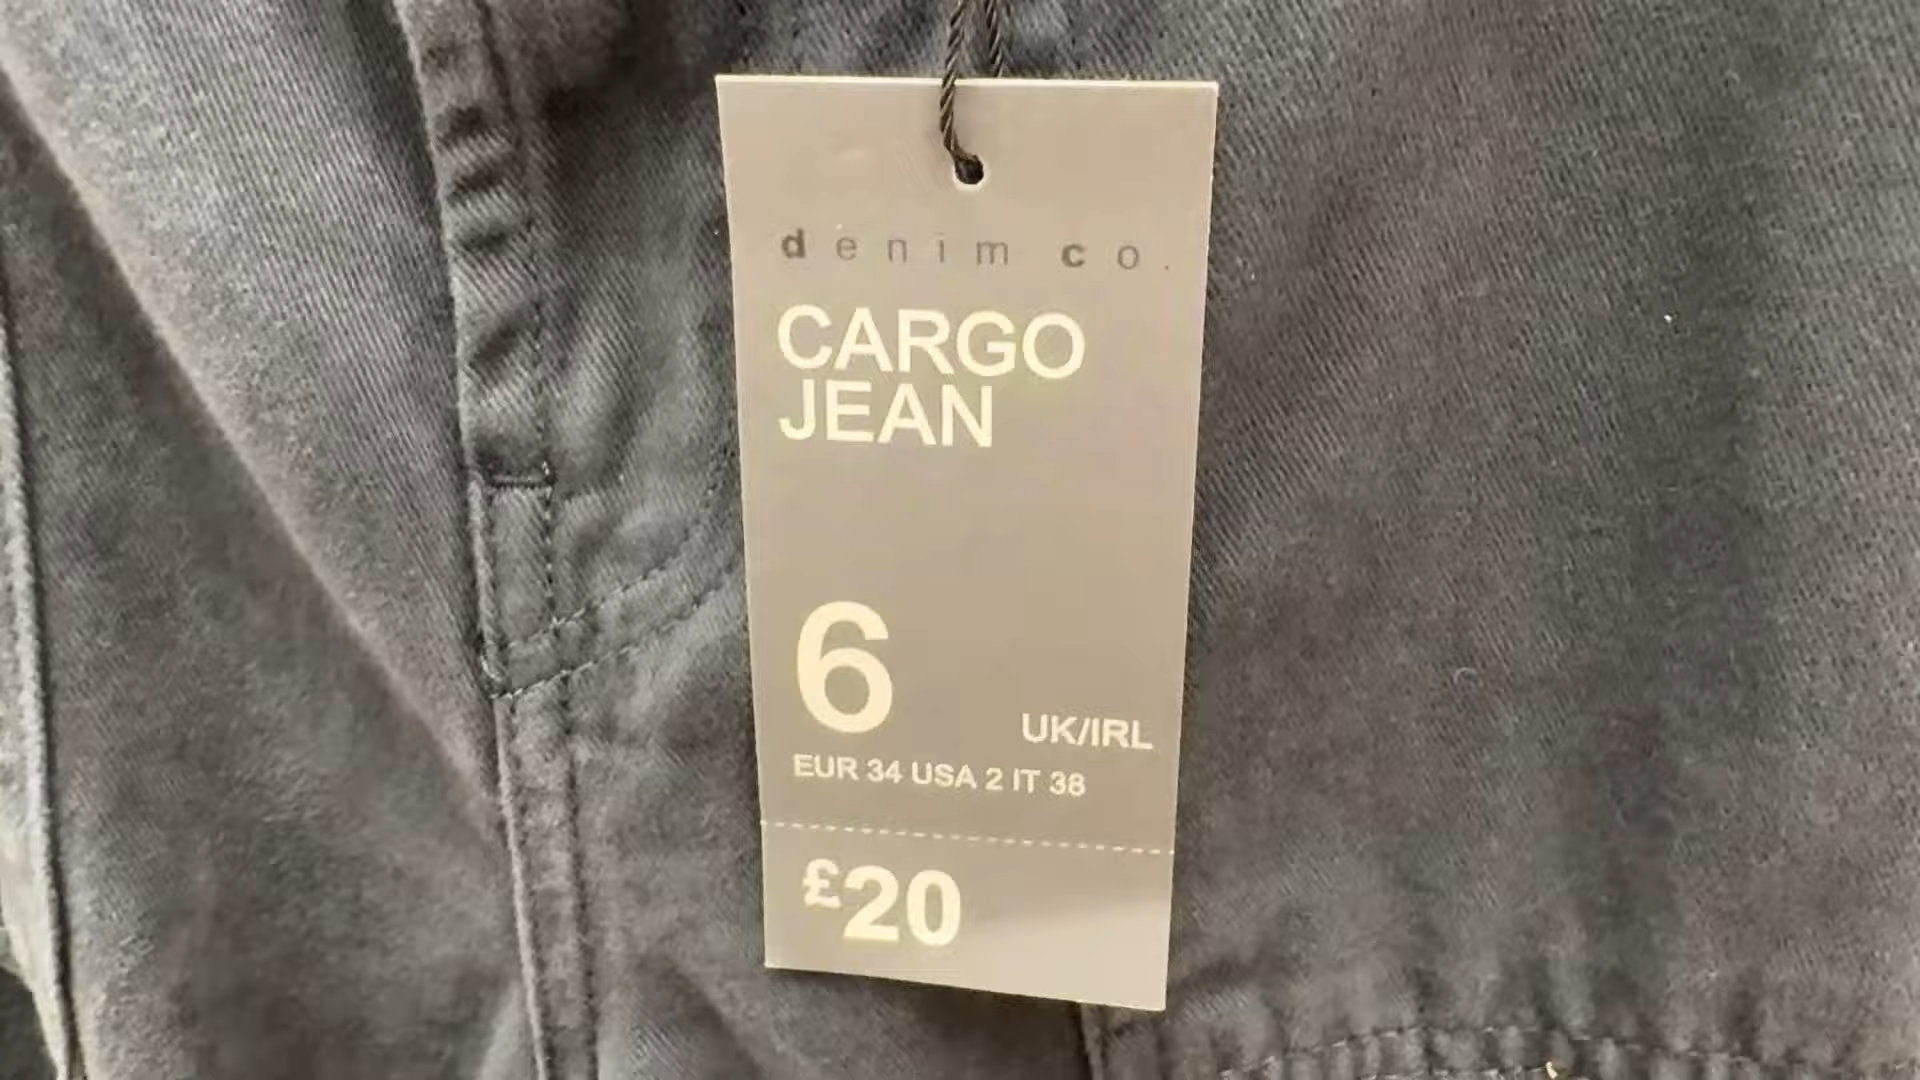 denim co.
CARGO
JEAN
6
UK/IRL
EUR 34 USA 2 IT 38
£20